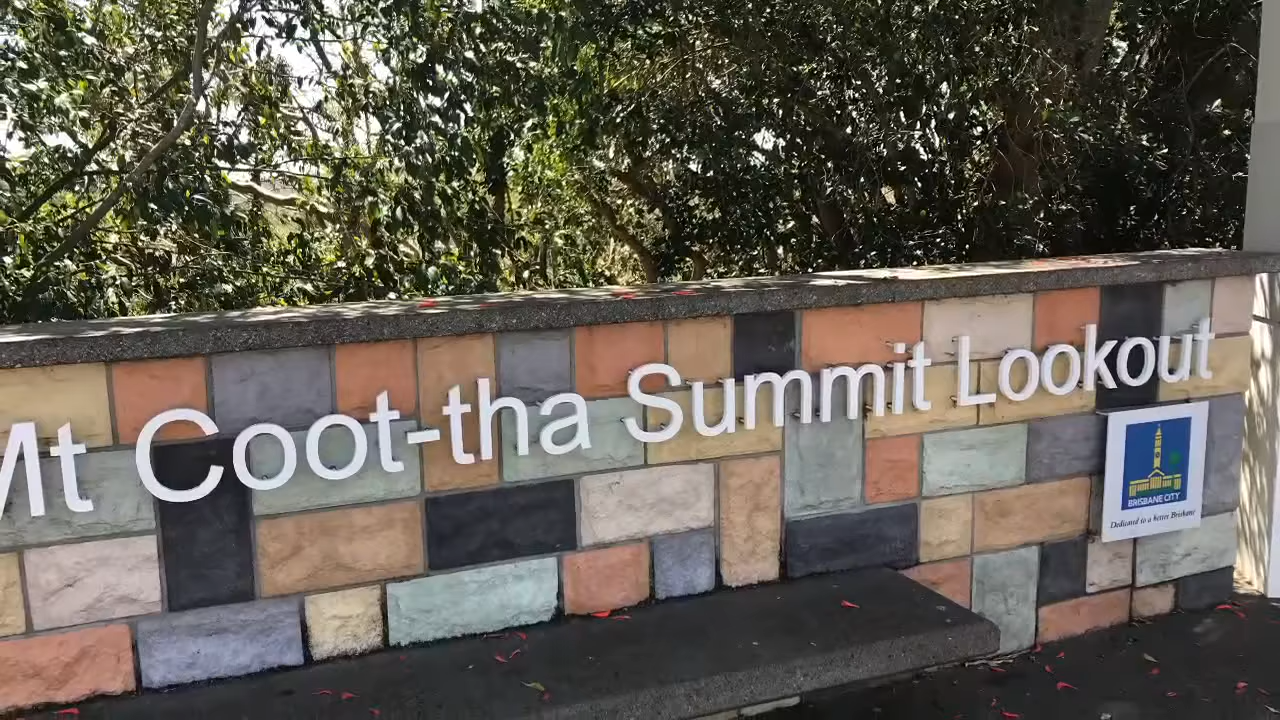 Mt Coot-tha Summit Lookout
BRISBANE CITY
Dedicated to a better Brisbane